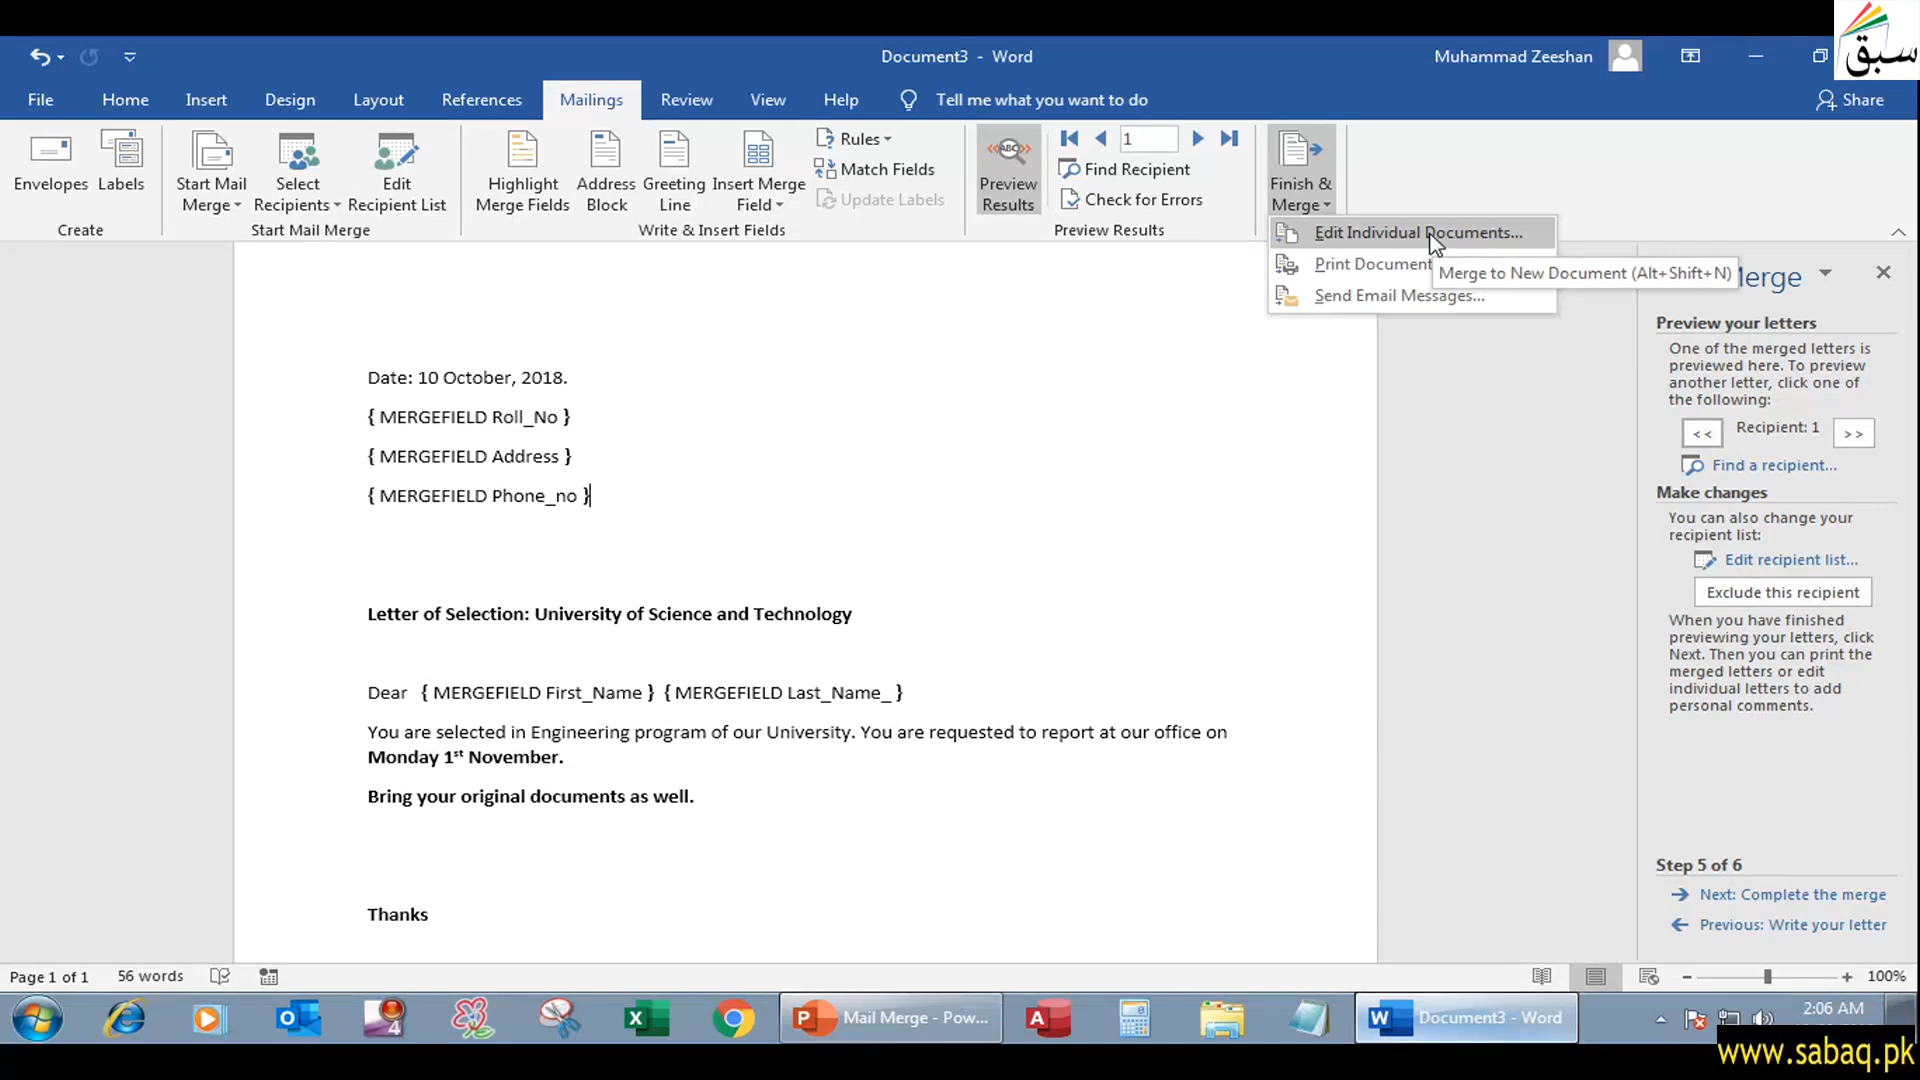 سبق
Document3 - Word
Muhammad Zeeshan
File Home Insert Design Layout References Mailings Review View Help Tell me what you want to do Share
Envelopes Labels
Create
Start Mail Merge Select Recipients Edit Recipient List
Start Mail Merge
Highlight Merge Fields Address Block Greeting Line Insert Merge Field
Rules
Match Fields
Update Labels
Write & Insert Fields
ABC
Preview Results
1
Find Recipient
Check for Errors
Preview Results
Finish & Merge
Edit Individual Documents...
Print Document
Send Email Messages...
Merge to New Document (Alt+Shift+N)
Merge
Date: 10 October, 2018.
{ MERGEFIELD Roll_No }
{ MERGEFIELD Address }
{ MERGEFIELD Phone_no }
Letter of Selection: University of Science and Technology
Dear { MERGEFIELD First_Name } { MERGEFIELD Last_Name_ }
You are selected in Engineering program of our University. You are requested to report at our office on
Monday 1st November.
Bring your original documents as well.
Thanks
Preview your letters
One of the merged letters is
previewed here. To preview
another letter, click one of
the following:
<< Recipient: 1 >>
Find a recipient...
Make changes
You can also change your
recipient list:
Edit recipient list...
Exclude this recipient
When you have finished
previewing your letters, click
Next. Then you can print the
merged letters or edit
individual letters to add
personal comments.
Step 5 of 6
Next: Complete the merge
Previous: Write your letter
Page 1 of 1 56 words 100%
Mail Merge - Pow... Document3 - Word 2:06 AM
www.sabaq.pk